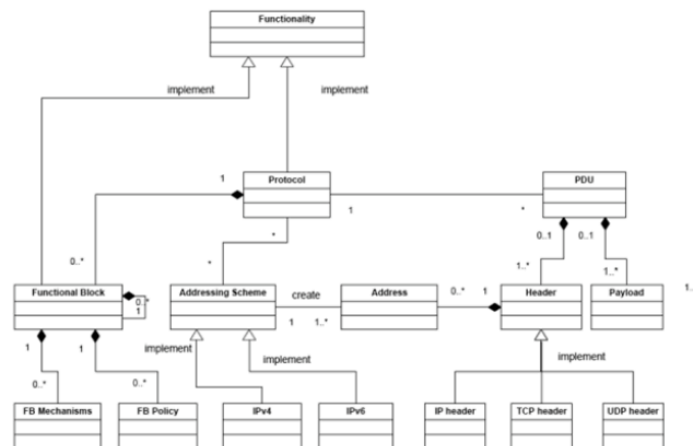 Functionality
implement
implement
1
Protocol
PDU
1
*
0..1
0..1
*
0..*
*
1..*
1..*
Functional Block
0..*
1
Addressing Scheme
create
1
1..*
Address
0..*
1
Header
Payload
1..
1
1
implement
implement
implement
0..*
0..*
FB Mechanisms
FB Policy
IPv4
IPv6
IP header
TCP header
UDP header